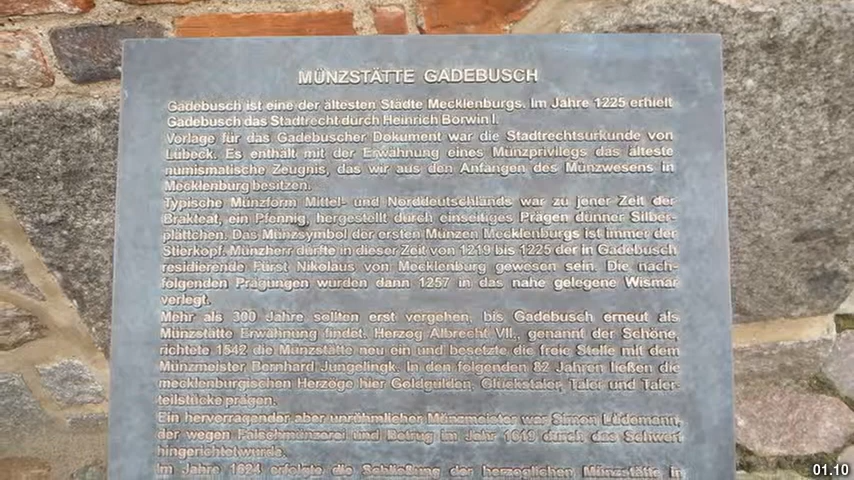 MÜNZSTÄTTE GADEBUSCH
Gadebusch ist eine der ältesten Städte Mecklenburgs. Im Jahre 1225 erhielt
Gadebusch das Stadtrecht durch Heinrich Borwin I.
Vorlage für das Gadebuscher Dokument war die Stadtrechtsurkunde von
Lübeck. Es enthält mit der Erwähnung eines Münzprivilegs das älteste
numismatische Zeugnis, das wir aus den Anfängen des Münzwesens in
Mecklenburg besitzen.
Typische Münzform Mittel- und Norddeutschlands war zu jener Zeit der
Brakteat, ein Pfennig, hergestellt durch einseitiges Prägen dünner Silber-
plättchen. Das Münzsymbol der ersten Münzen Mecklenburgs ist immer der
Stierkopf. Münzherr dürfte in dieser Zeit von 1219 bis 1225 der in Gadebusch
residierende Fürst Nikolaus von Mecklenburg gewesen sein. Die nach-
folgenden Prägungen wurden dann 1257 in das nahe gelegene Wismar
verlegt.
Mehr als 300 Jahre sollten erst vergehen, bis Gadebusch erneut als
Münzstätte Erwähnung findet. Herzog Albrecht VII., genannt der Schöne,
richtete 1542 die Münzstätte neu ein und besetzte die freie Stelle mit dem
Münzmeister Bernhard Jungelingk. In den folgenden 82 Jahren ließen die
mecklenburgischen Herzöge hier Goldgulden, Glückstaler, Taler und Taler-
teilstücke prägen.
Ein hervorragender aber unrühmlicher Münzmeister war Simon Lüdemann,
der wegen Falschmünzerei und Betrug im Jahr 1619 durch das Schwert
hingerichtet wurde.
Im Jahre 1624 erfolgte die Schließung der herzoglichen Münzstätte in
01.10